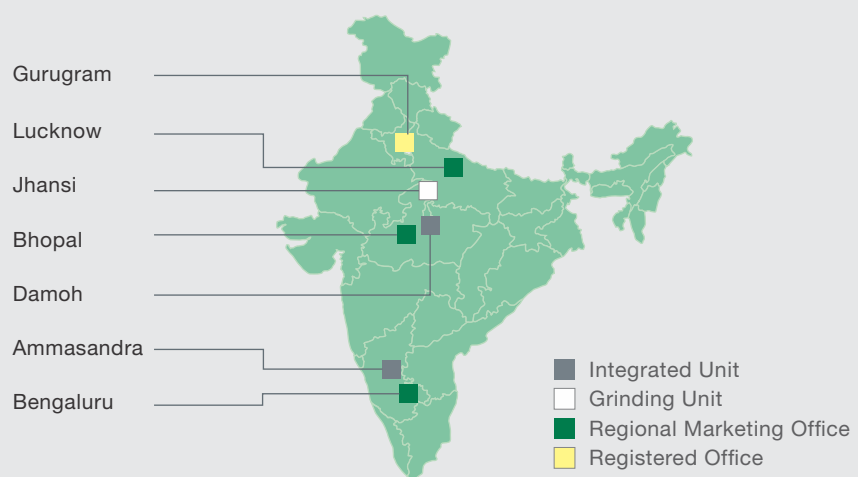 Gurugram
Lucknow
Jhansi
Bhopal
Damoh
Ammasandra
Bengaluru
Integrated Unit
Grinding Unit
Regional Marketing Office
Registered Office